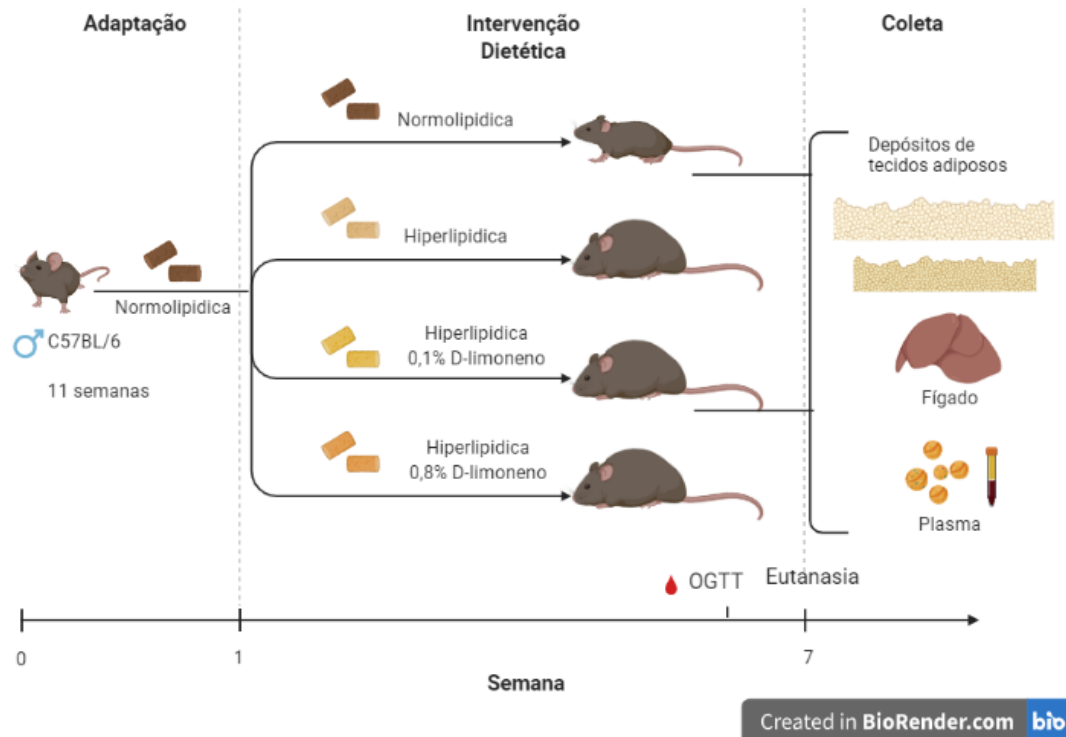 Adaptação
Intervenção
Dietética
Coleta
Normolipidica
Hiperlipidica
Hiperlipidica
0,1% D-limoneno
Hiperlipidica
0,8% D-limoneno
Normolipidica
C57BL/6
11 semanas
Depósitos de
tecidos adiposos
Fígado
Plasma
OGTT
Eutanasia
0
1
7
Semana
Created in BioRender.com
bio